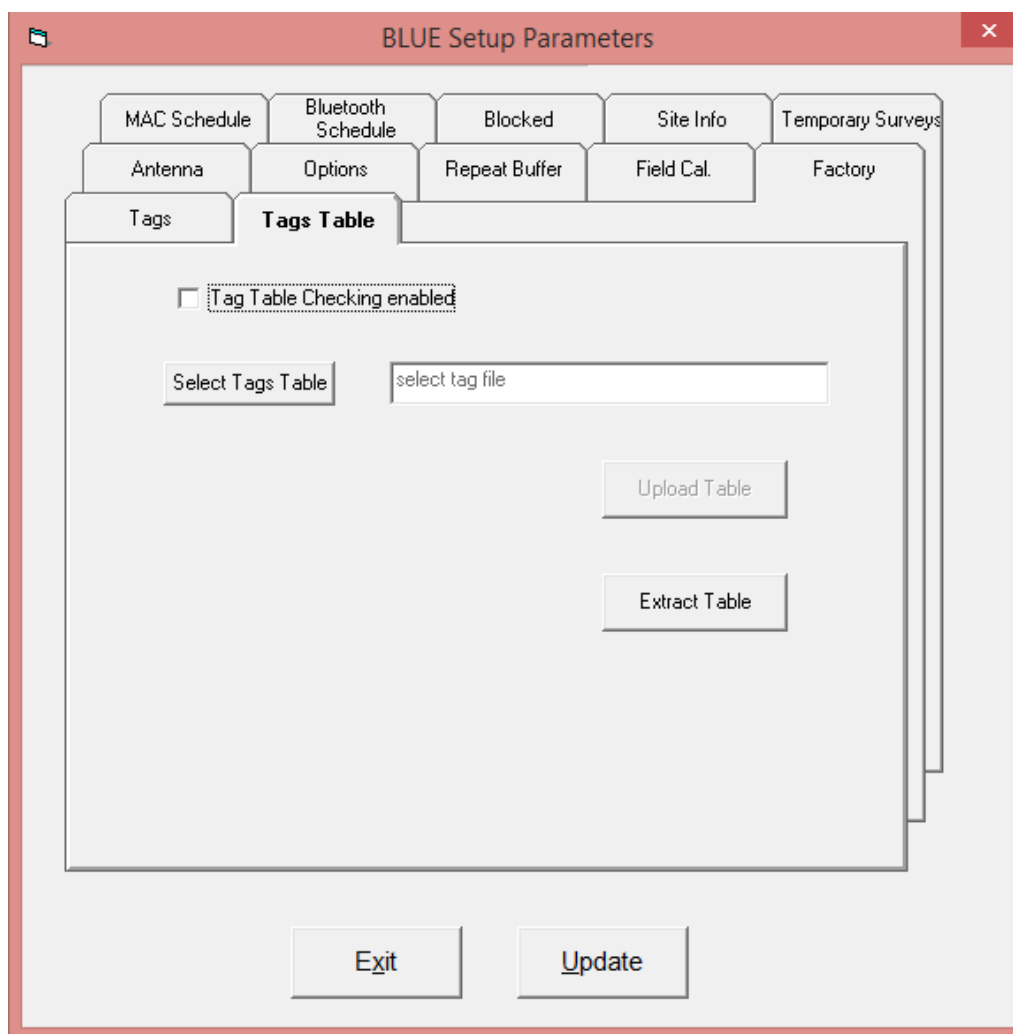 BLUE Setup Parameters
MAC Schedule
Bluetooth
Schedule
Blocked
Site Info
Temporary Surveys
Antenna
Options
Repeat Buffer
Field Cal.
Factory
Tags
Tags Table
Tag Table Checking enabled
Select Tags Table
select tag file
Upload Table
Extract Table
Exit
Update